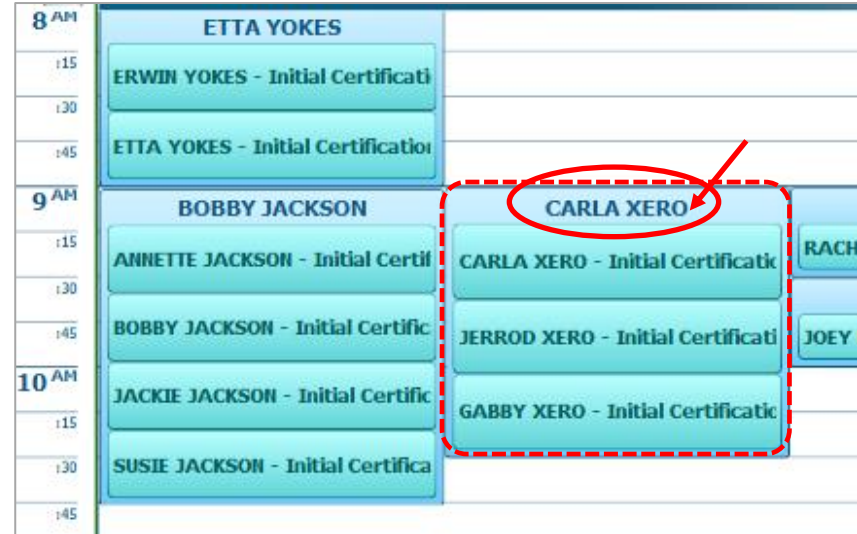 8 AM
ETTA YOKES
:15
ERWIN YOKES - Initial Certificati
:30
:45
ETTA YOKES - Initial Certification
9 AM
BOBBY JACKSON
CARLA XERO
:15
ANNETTE JACKSON - Initial Certif
CARLA XERO - Initial Certificatic
RACH
:30
:45
BOBBY JACKSON - Initial Certific
JERROD XERO - Initial Certificati
JOEY
10 AM
JACKIE JACKSON - Initial Certific
GABBY XERO - Initial Certificatic
:15
:30
SUSIE JACKSON - Initial Certifica
:45